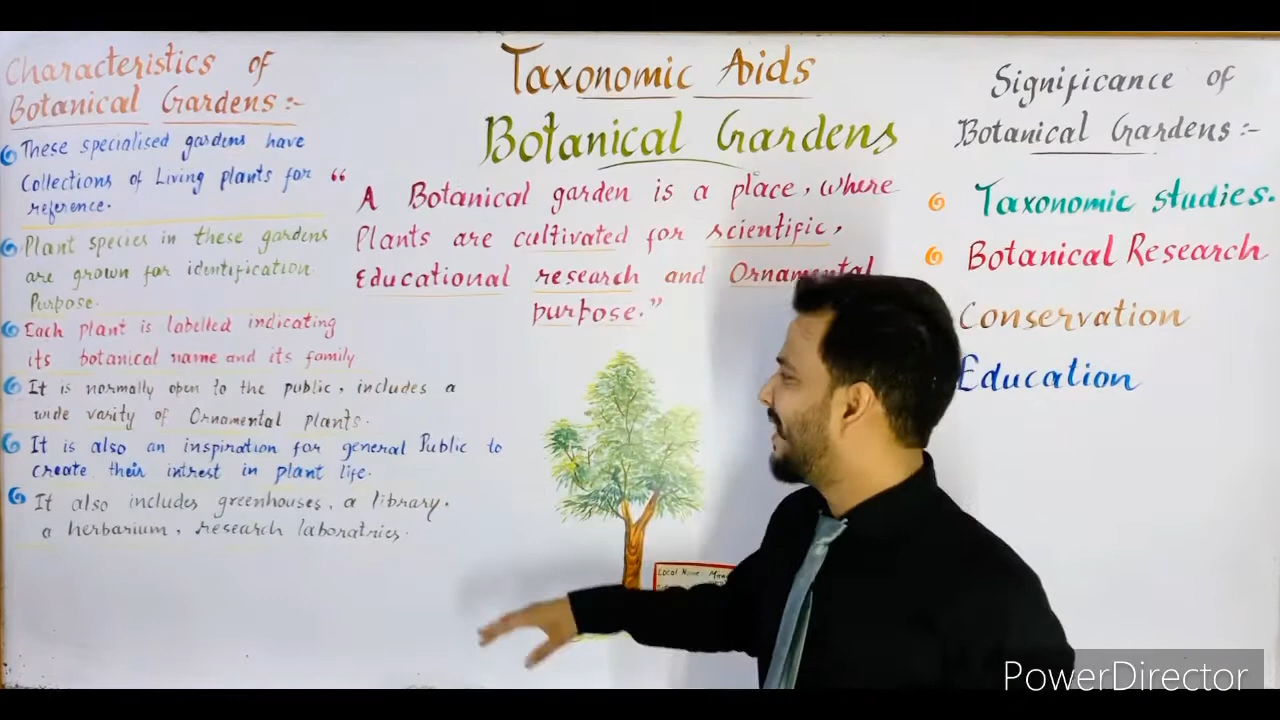 Characteristics of
Botanical Gardens:-
These specialised gardens have
Collections of Living plants for
reference.
Plant species in these gardens
are grown for identification
Purpose.
Each plant is labelled indicating
its botanical name and its family
It is normally open to the public, includes a
wide varity of Ornamental plants.
It is also an inspiration for general Public to
create their intrest in plant life.
It also includes greenhouses, a library.
a herbarium, research laboratries.
Taxonomic Aids
Botanical Gardens
“ A Botanical garden is a place, where
Plants are cultivated for scientific,
Educational research and Ornamental
purpose.”
Local Name
Significance of
Botanical Gardens:-
Taxonomic studies.
Botanical Research
Conservation
Education
PowerDirector